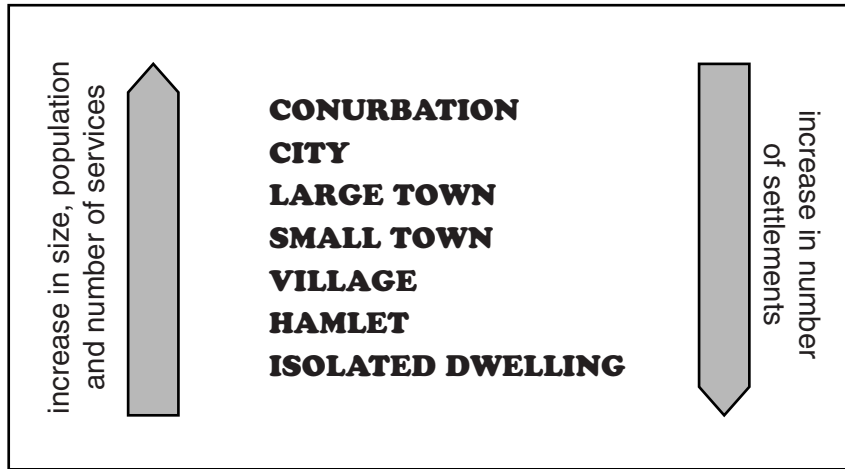 increase in size, population
and number of services
CONURBATION
CITY
LARGE TOWN
SMALL TOWN
VILLAGE
HAMLET
ISOLATED DWELLING
increase in number
of settlements